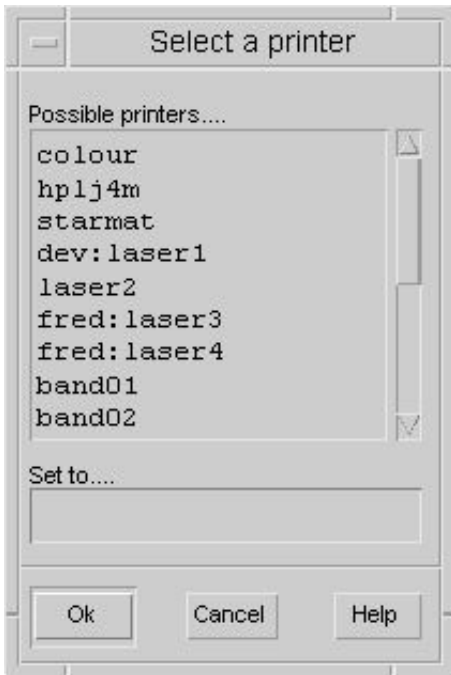 Select a printer
Possible printers....
colour
hplj4m
starmat
dev:laser1
laser2
fred:laser3
fred:laser4
band01
band02
Set to....
Ok Cancel Help